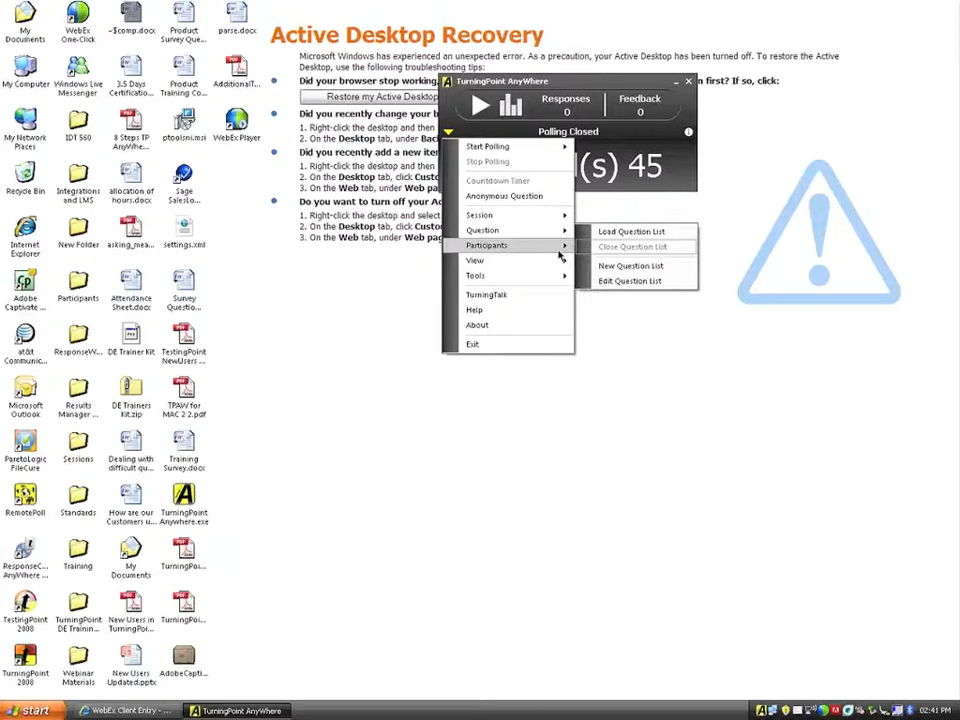 Active Desktop Recovery
Microsoft Windows has experienced an unexpected error. As a precaution, your Active Desktop has been turned off. To restore the Active
Desktop, use the following troubleshooting tips:
Did your browser stop working,
n first? If so, click:
Restore my Active Desktop
Did you recently change your b
1. Right-click the desktop and then
2. On the Desktop tab, under Back
Did you recently add a new iter
1. Right-click the desktop and then
2. On the Desktop tab, click Custo
3. On the Web tab, under Web pag
Do you want to turn off your Ac
1. Right-click the desktop and select
2. On the Desktop tab, click Custom
3. On the Web tab, under Web pag
TurningPoint AnyWhere
Responses
0
Feedback
0
Polling Closed
(s) 45
Start Polling
Stop Polling
Countdown Timer
Anonymous Question
Session
Question
Participants
View
Tools
TurningTalk
Help
About
Exit
Load Question List
Close Question List
New Question List
Edit Question List
My Documents
WebEx One-Click
~$comp.docx
Product Survey Que...
parse.docx
My Computer
Windows Live Messenger
3.5 Days Certificatio...
Product Training Co...
AdditionalT...
My Network Places
IDT 560
8 Steps TP AnyWhe...
ptoolsni.msi
WebEx Player
Recycle Bin
Integrations and LMS
allocation of hours.docx
Sage SalesLo...
Internet Explorer
New Folder
asking_mea...
settings.xml
Adobe Captivate ...
Participants
Attendance Sheet.docx
Survey Questio...
at&t Communic...
ResponseW...
DE Trainer Kit
TestingPoint NewUsers ...
Microsoft Outlook
Results Manager ...
DE Trainers Kit.zip
TPAW for MAC 2 2.pdf
ParetoLogic FileCure
Sessions
Dealing with difficult qu...
Training Survey.docx
RemotePoll
Standards
How are our Customers u...
TurningPoint Anywhere.exe
ResponseC... AnyWhere ...
Training
My Documents
TurningPoi...
TestingPoint 2008
TurningPoint DE Trainin...
New Users in TurningPoi...
TurningPoi...
TurningPoint 2008
Webinar Materials
New Users Updated.pptx
AdobeCapti...
start
WebEx Client Entry - ...
TurningPoint AnyWhere
02:41 PM